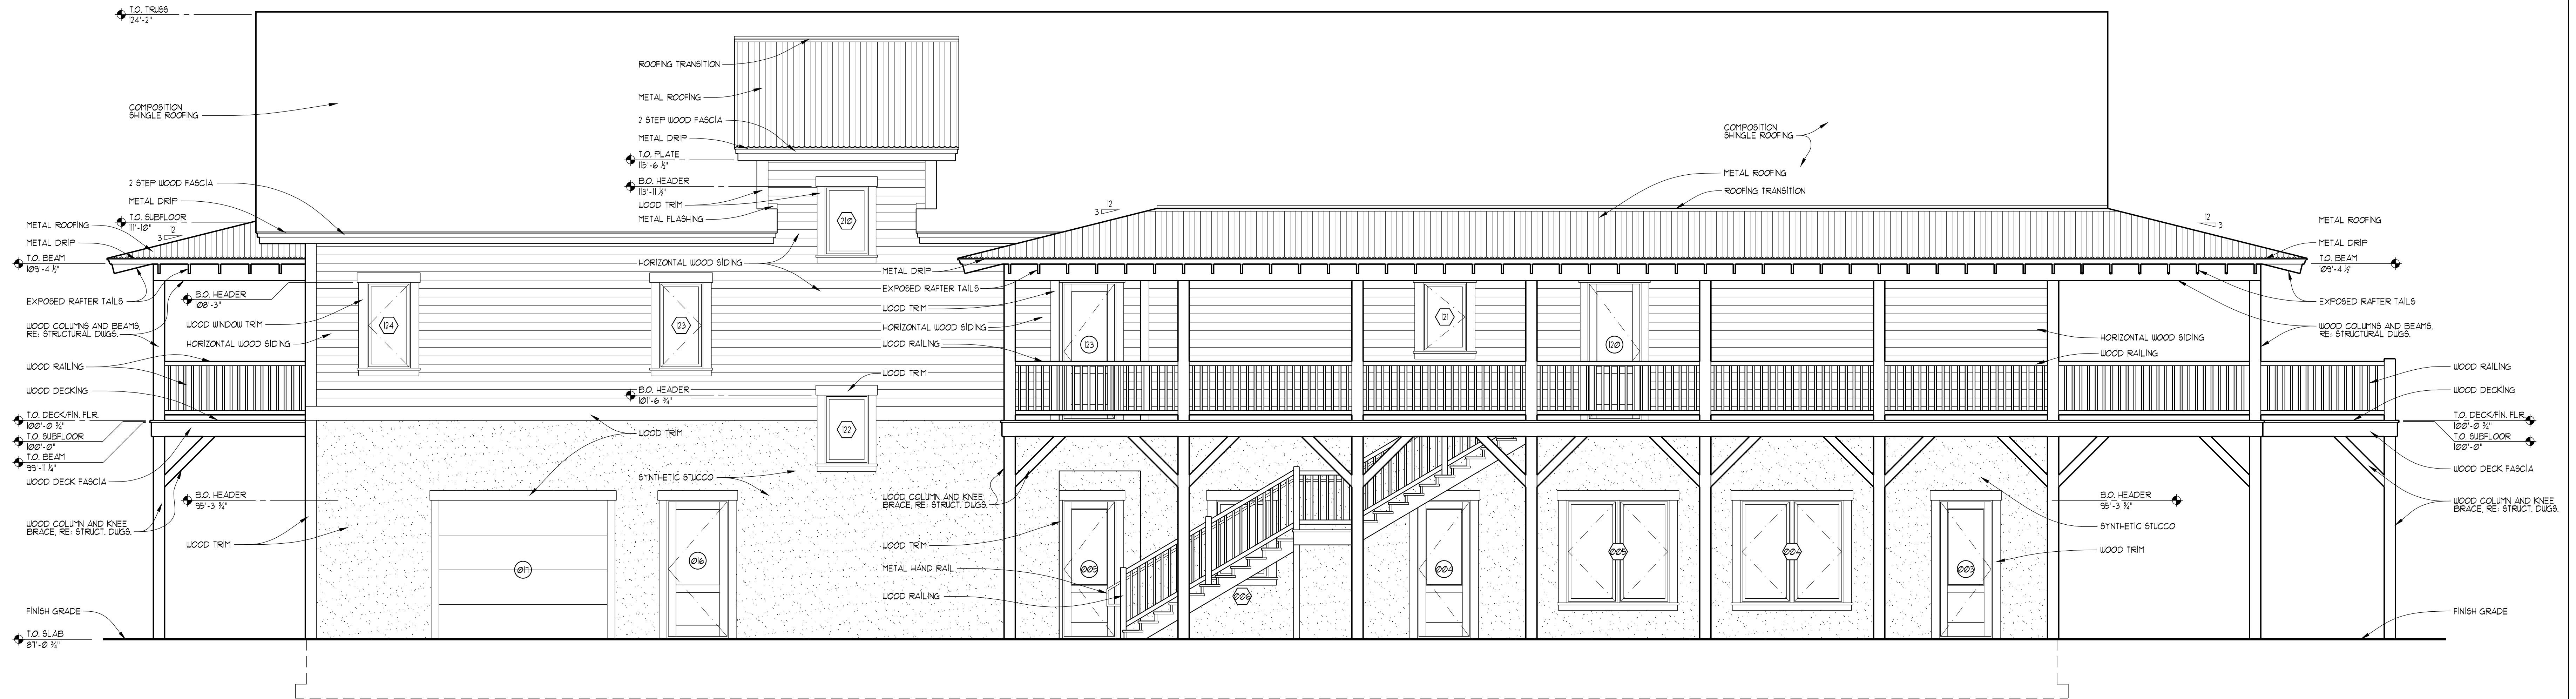 T.O. TRUSS
124'-2"
COMPOSITION
SHINGLE ROOFING
2 STEP WOOD FASCIA
METAL DRIP
T.O. SUBFLOOR
111'-10"
METAL ROOFING
METAL DRIP
12
3
T.O. BEAM
109'-4 ½"
EXPOSED RAFTER TAILS
B.O. HEADER
108'-3"
WOOD COLUMNS AND BEAMS,
RE: STRUCTURAL DWGS.
WOOD WINDOW TRIM
HORIZONTAL WOOD SIDING
WOOD RAILING
WOOD DECKING
T.O. DECK/FIN. FLR.
100'-0 ¾"
T.O. SUBFLOOR
100'-0"
T.O. BEAM
99'-11 ¼"
WOOD DECK FASCIA
B.O. HEADER
95'-3 ¾"
WOOD COLUMN AND KNEE
BRACE, RE: STRUCT. DWGS.
WOOD TRIM
FINISH GRADE
T.O. SLAB
87'-0 ¾"
ROOFING TRANSITION
METAL ROOFING
2 STEP WOOD FASCIA
METAL DRIP
T.O. PLATE
115'-6 ½"
B.O. HEADER
113'-11 ½"
WOOD TRIM
METAL FLASHING
210
HORIZONTAL WOOD SIDING
124
123
WOOD TRIM
B.O. HEADER
101'-6 ¾"
122
WOOD TRIM
SYNTHETIC STUCCO
017
016
METAL DRIP
EXPOSED RAFTER TAILS
WOOD TRIM
HORIZONTAL WOOD SIDING
WOOD RAILING
WOOD COLUMN AND KNEE
BRACE, RE: STRUCT. DWGS.
WOOD TRIM
METAL HAND RAIL
WOOD RAILING
12
3
123
121
120
005
006
004
005
004
003
COMPOSITION
SHINGLE ROOFING
METAL ROOFING
ROOFING TRANSITION
12
3
METAL ROOFING
METAL DRIP
T.O. BEAM
109'-4 ½"
EXPOSED RAFTER TAILS
WOOD COLUMNS AND BEAMS,
RE: STRUCTURAL DWGS.
HORIZONTAL WOOD SIDING
WOOD RAILING
WOOD RAILING
WOOD DECKING
T.O. DECK/FIN. FLR.
100'-0 ¾"
T.O. SUBFLOOR
100'-0"
WOOD DECK FASCIA
B.O. HEADER
95'-3 ¾"
WOOD COLUMN AND KNEE
BRACE, RE: STRUCT. DWGS.
SYNTHETIC STUCCO
WOOD TRIM
FINISH GRADE